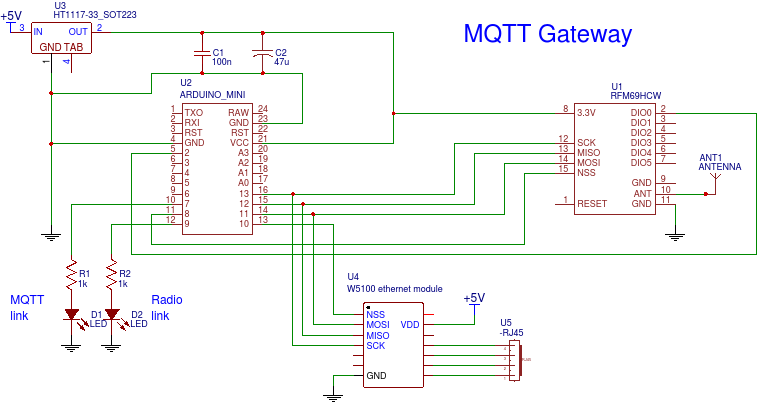 MQTT Gateway
+5V
U3
HT1117-33_SOT223
3 IN OUT 2
GND TAB
1 4
C1
100n
C2
47u
U2
ARDUINO_MINI
1 TXO RAW 24
2 RXI GND 23
3 RST RST 22
4 GND VCC 21
5 2 A3 20
6 3 A2 19
7 4 A1 18
8 5 A0 17
9 6 13 16
10 7 12 15
11 8 11 14
12 9 10 13
U1
RFM69HCW
8 3.3V DIO0 2
DIO1 3
DIO2 4
12 SCK DIO3 5
13 MISO DIO4 6
14 MOSI DIO5 7
15 NSS
GND 9
ANT 10
1 RESET GND 11
ANT1
ANTENNA
R1
1k
R2
1k
MQTT
link
D1
LED
D2
LED
Radio
link
U4
W5100 ethernet module
NSS
MOSI VDD
MISO
SCK
GND
+5V
U5
-RJ45